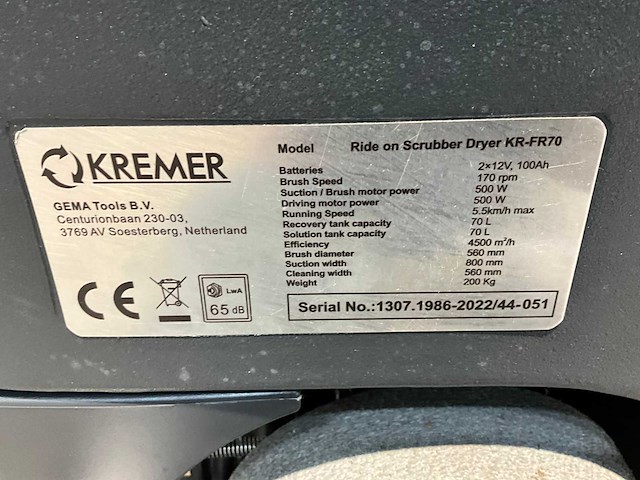 KREMER
GEMA Tools B.V.
Centurionbaan 230-03,
3769 AV Soesterberg, Netherland
CE
LwA
65 dB
Model Ride on Scrubber Dryer KR-FR70
Batteries 2×12V, 100Ah
Brush Speed 170 rpm
Suction / Brush motor power 500 W
Driving motor power 500 W
Running Speed 5.5km/h max
Recovery tank capacity 70 L
Solution tank capacity 70 L
Efficiency 4500 m²/h
Brush diameter 560 mm
Suction width 800 mm
Cleaning width 560 mm
Weight 200 Kg
Serial No.:1307.1986-2022/44-051